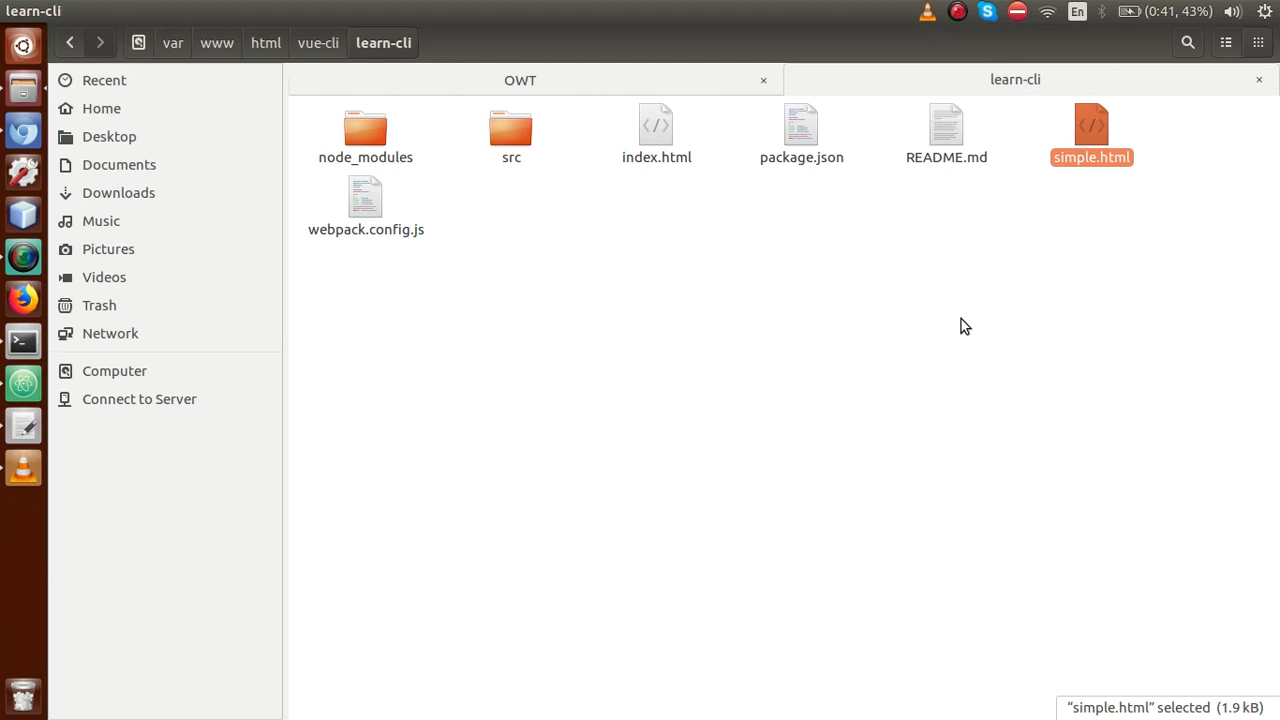 learn-cli
En
(0:41, 43%)
var
www
html
vue-cli
learn-cli
Recent
Home
Desktop
Documents
Downloads
Music
Pictures
Videos
Trash
Network
Computer
Connect to Server
OWT
learn-cli
node_modules
src
index.html
package.json
README.md
simple.html
webpack.config.js
“simple.html” selected (1.9 kB)